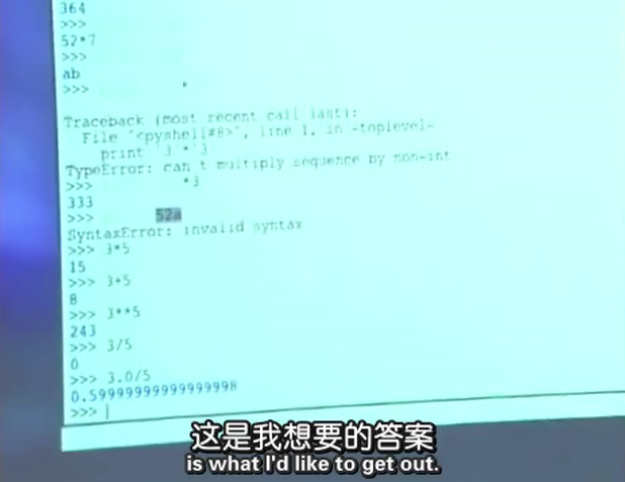 364
>>>
52*7
>>>
ab
>>>
Traceback (most recent call last):
File "<pyshell#8>", line 1, in -toplevel-
print '3'*'3'
TypeError: can't multiply sequence by non-int
>>> *3
333
>>> 52a
SyntaxError: invalid syntax
>>> 3*5
15
>>> 3+5
8
>>> 3**5
243
>>> 3/5
0
>>> 3.0/5
0.59999999999999998
>>>
这是我想要的答案
is what I'd like to get out.